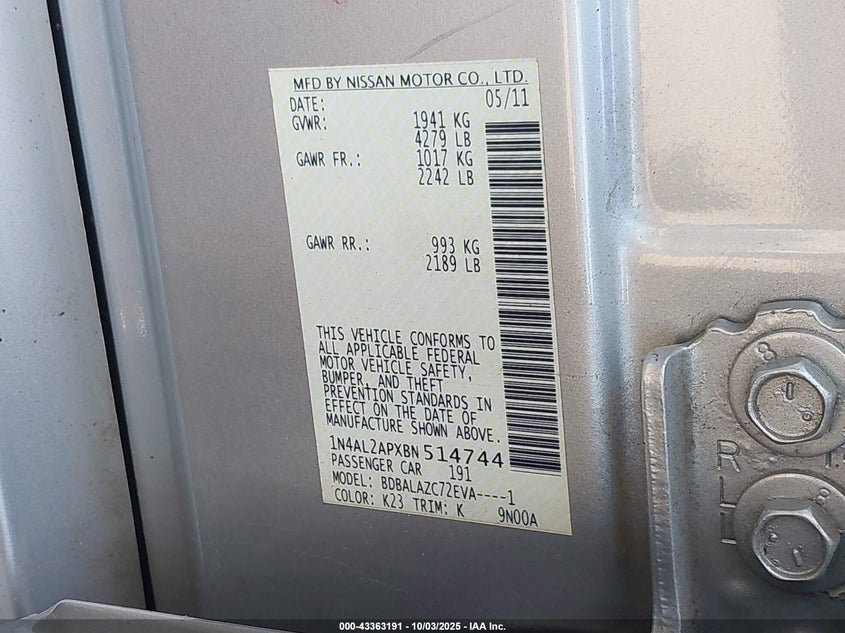 MFD BY NISSAN MOTOR CO., LTD.
DATE: 05/11
GVWR: 1941 KG
4279 LB
GAWR FR.: 1017 KG
2242 LB
GAWR RR.: 993 KG
2189 LB
THIS VEHICLE CONFORMS TO
ALL APPLICABLE FEDERAL
MOTOR VEHICLE SAFETY,
BUMPER, AND THEFT
PREVENTION STANDARDS IN
EFFECT ON THE DATE OF
MANUFACTURE SHOWN ABOVE.
1N4AL2APXBN514744
PASSENGER CAR 191
MODEL: BDBALAZC72EVA----1
COLOR: K23 TRIM: K 9N00A
8
8
000-43363191 - 10/03/2025 - IAA Inc.